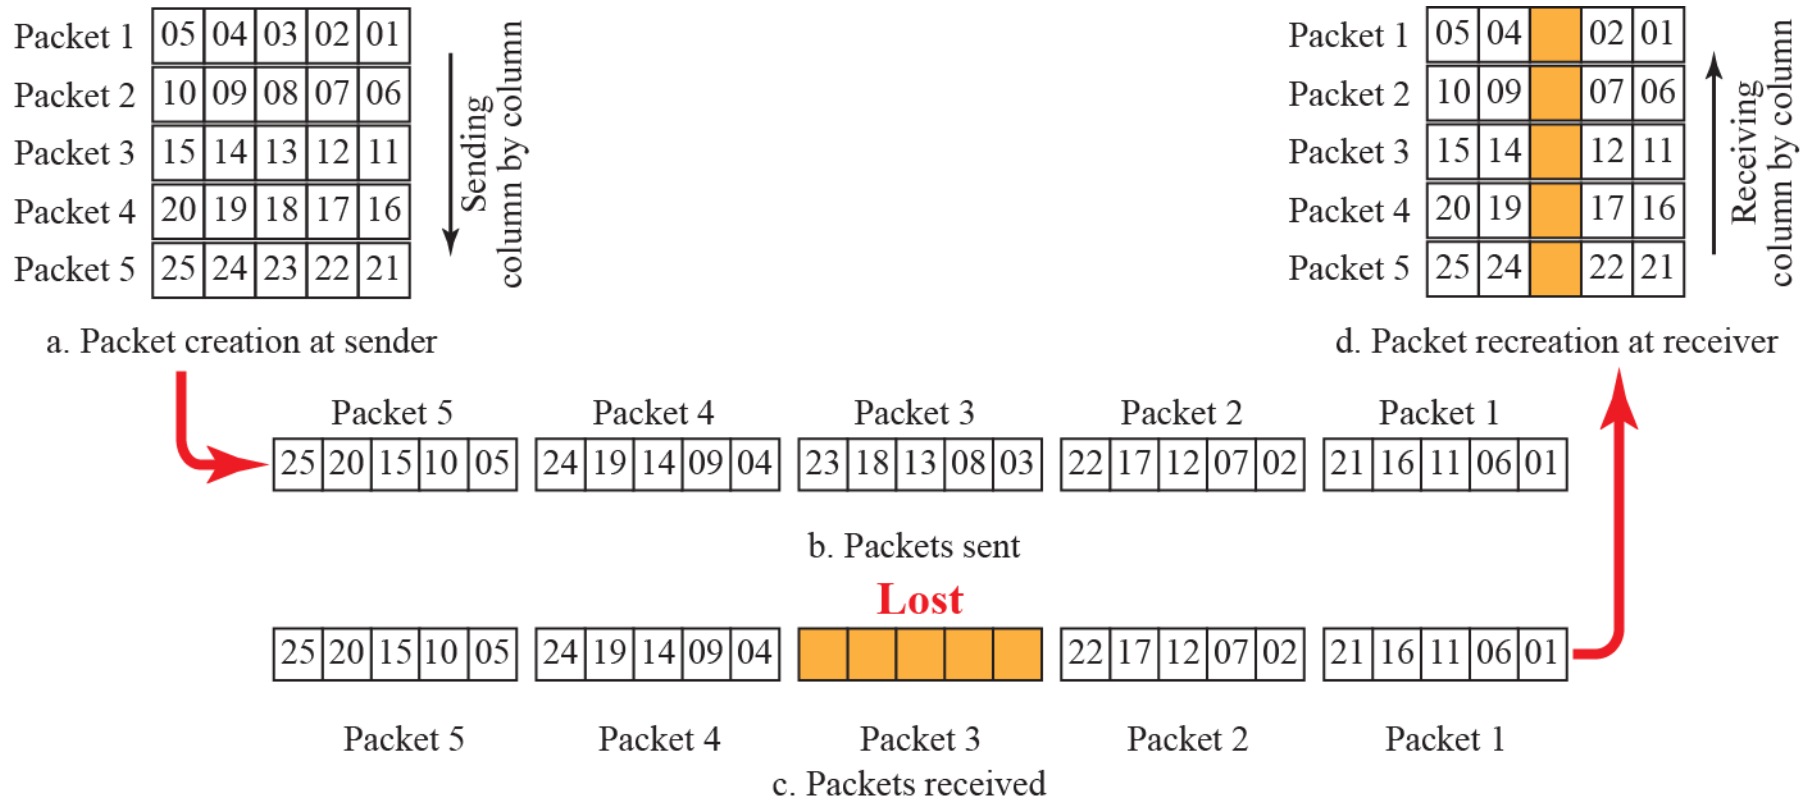 Packet 1 05 04 03 02 01
Packet 2 10 09 08 07 06
Packet 3 15 14 13 12 11
Packet 4 20 19 18 17 16
Packet 5 25 24 23 22 21
Sending
column by column
a. Packet creation at sender
Packet 1 05 04 02 01
Packet 2 10 09 07 06
Packet 3 15 14 12 11
Packet 4 20 19 17 16
Packet 5 25 24 22 21
Receiving
column by column
d. Packet recreation at receiver
Packet 5 Packet 4 Packet 3 Packet 2 Packet 1
25 20 15 10 05 24 19 14 09 04 23 18 13 08 03 22 17 12 07 02 21 16 11 06 01
b. Packets sent
Lost
25 20 15 10 05 24 19 14 09 04 22 17 12 07 02 21 16 11 06 01
Packet 5 Packet 4 Packet 3 Packet 2 Packet 1
c. Packets received